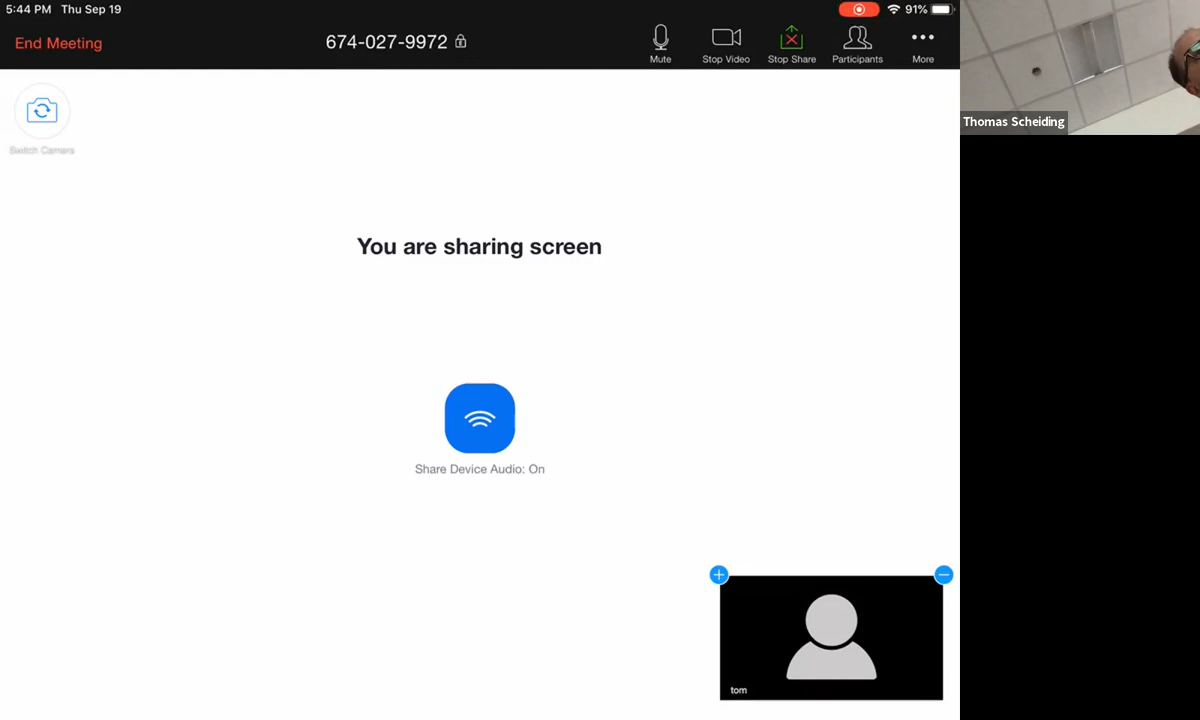 5:44 PM Thu Sep 19
91%
End Meeting
674-027-9972
Mute
Stop Video
Stop Share
Participants
More
Switch Camera
Thomas Scheiding
You are sharing screen
Share Device Audio: On
tom